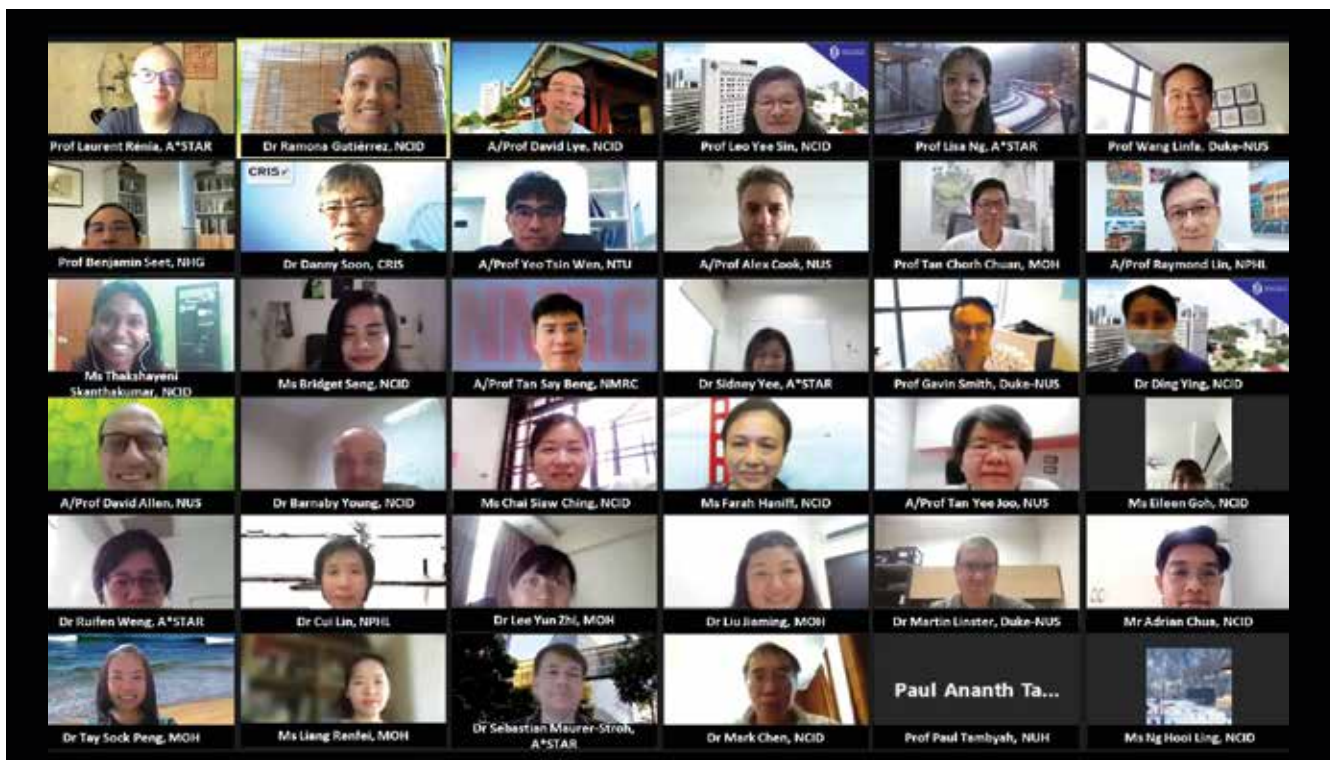 Prof Laurent Rénia, A*STAR
Dr Ramona Gutiérrez, NCID
A/Prof David Lye, NCID
Prof Leo Yee Sin, NCID
Prof Lisa Ng, A*STAR
Prof Wang Linfa, Duke-NUS
CRIS
Prof Benjamin Seet, NHG
Dr Danny Soon, CRIS
A/Prof Yeo Tsin Wen, NTU
A/Prof Alex Cook, NUS
Prof Tan Chorh Chuan, MOH
A/Prof Raymond Lin, NPHL
NMRC
Ms Thakshayeni
Skanthakumar, NCID
Ms Bridget Seng, NCID
A/Prof Tan Say Beng, NMRC
Dr Sidney Yee, A*STAR
Prof Gavin Smith, Duke-NUS
Dr Ding Ying, NCID
A/Prof David Allen, NUS
Dr Barnaby Young, NCID
Ms Chai Siew Ching, NCID
Ms Farah Haniff, NCID
A/Prof Tan Yee Joo, NUS
Ms Eileen Goh, NCID
Dr Ruifen Weng, A*STAR
Dr Cui Lin, NPHL
Dr Lee Yun Zhi, MOH
Dr Liu Jiaming, MOH
Dr Martin Linster, Duke-NUS
Mr Adrian Chua, NCID
Paul Ananth Ta...
Dr Tay Sock Peng, MOH
Ms Liang Renfei, MOH
Dr Sebastian Maurer-Stroh,
A*STAR
Dr Mark Chen, NCID
Prof Paul Tambyah, NUH
Ms Ng Hooi Ling, NCID